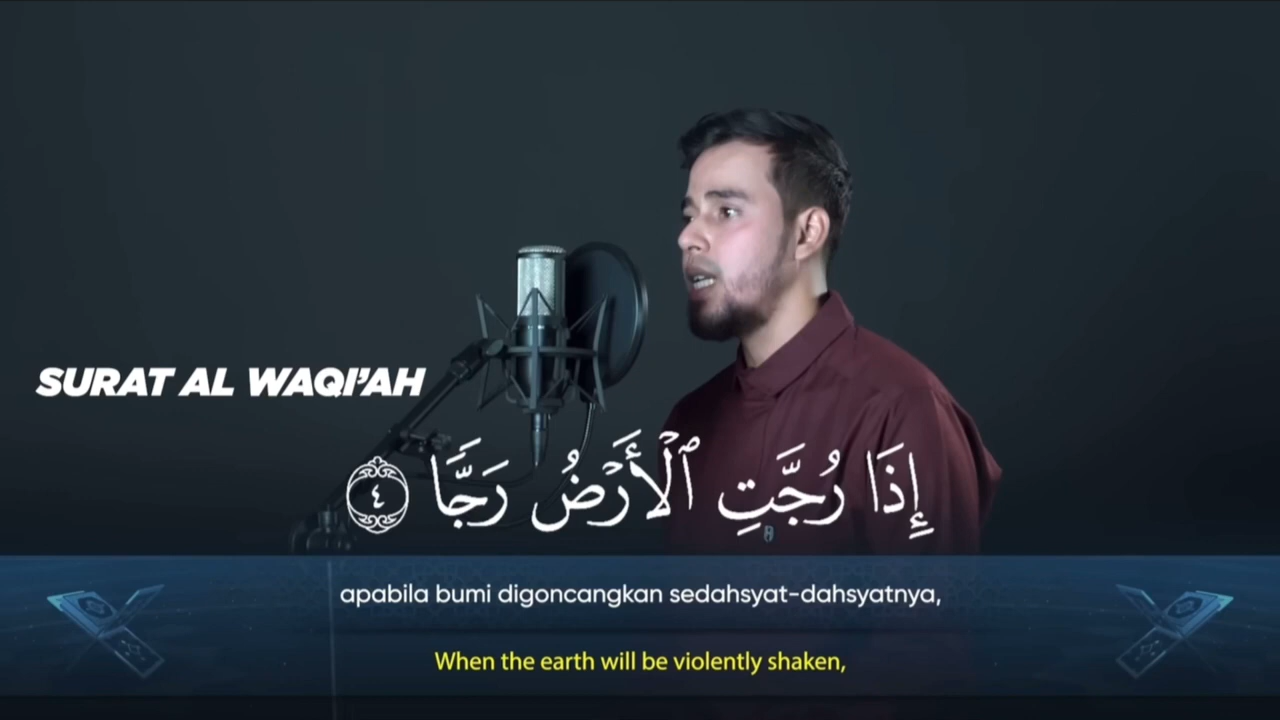 SURAT AL WAQI'AH
إِذَا رُجَّتِ ٱلْأَرْضُ رَجًّا ٤
apabila bumi digoncangkan sedahsyat-dahsyatnya,
When the earth will be violently shaken,